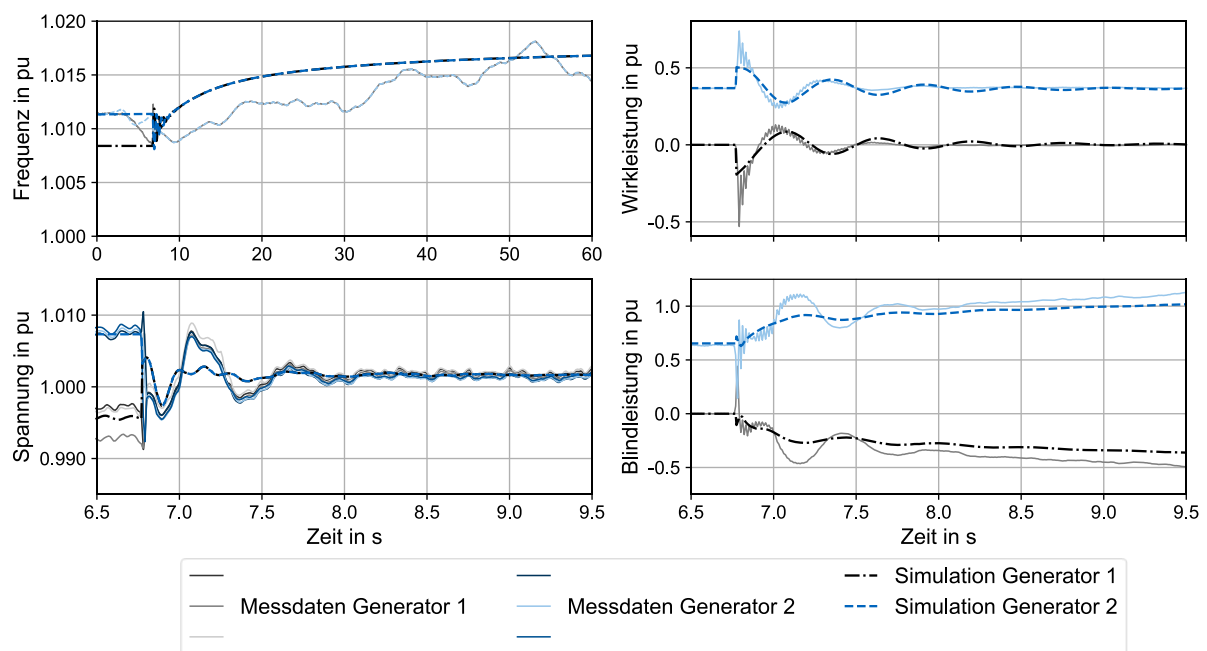 1.020
1.015
1.010
1.005
1.000
Frequenz in pu
0 10 20 30 40 50 60
0.5
0.0
-0.5
Wirkleistung in pu
1.010
1.000
0.990
Spannung in pu
6.5 7.0 7.5 8.0 8.5 9.0 9.5
Zeit in s
1.0
0.5
0.0
-0.5
Blindleistung in pu
6.5 7.0 7.5 8.0 8.5 9.0 9.5
Zeit in s
Messdaten Generator 1
Messdaten Generator 2
Simulation Generator 1
Simulation Generator 2